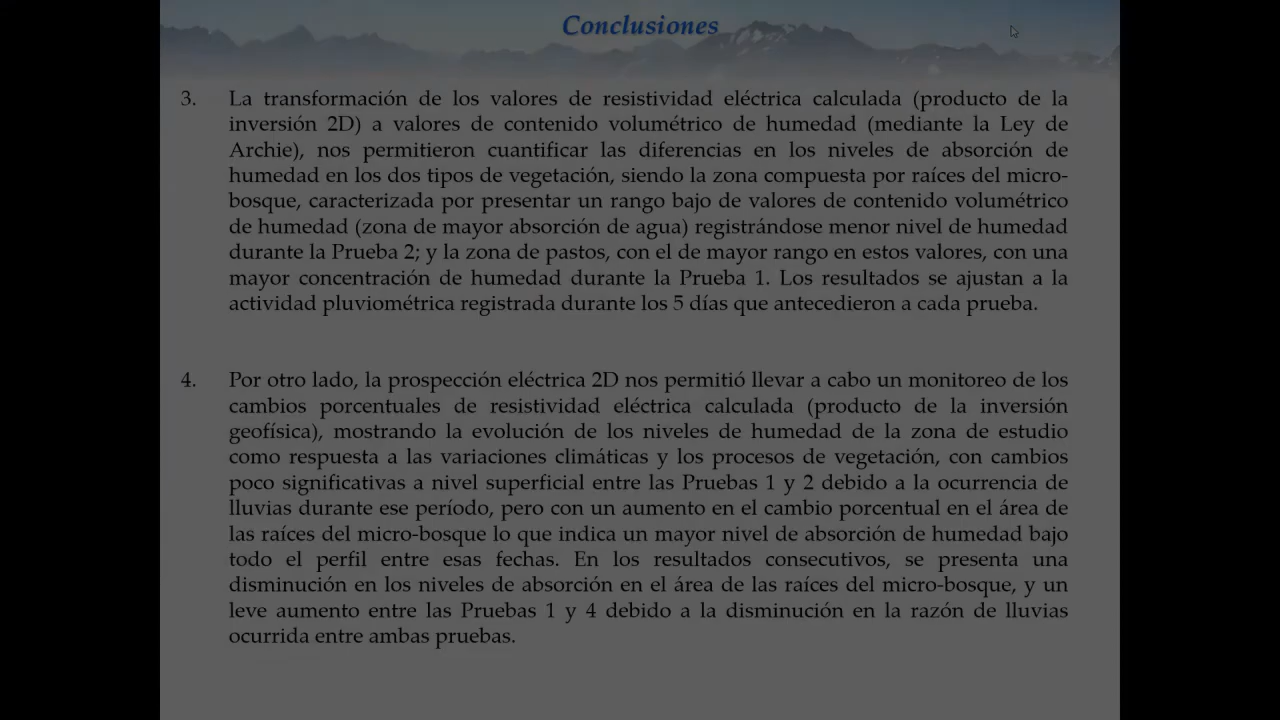 Conclusiones
3. La transformación de los valores de resistividad eléctrica calculada (producto de la
inversión 2D) a valores de contenido volumétrico de humedad (mediante la Ley de
Archie), nos permitieron cuantificar las diferencias en los niveles de absorción de
humedad en los dos tipos de vegetación, siendo la zona compuesta por raíces del micro-
bosque, caracterizada por presentar un rango bajo de valores de contenido volumétrico
de humedad (zona de mayor absorción de agua) registrándose menor nivel de humedad
durante la Prueba 2; y la zona de pastos, con el de mayor rango en estos valores, con una
mayor concentración de humedad durante la Prueba 1. Los resultados se ajustan a la
actividad pluviométrica registrada durante los 5 días que antecedieron a cada prueba.
4. Por otro lado, la prospección eléctrica 2D nos permitió llevar a cabo un monitoreo de los
cambios porcentuales de resistividad eléctrica calculada (producto de la inversión
geofísica), mostrando la evolución de los niveles de humedad de la zona de estudio
como respuesta a las variaciones climáticas y los procesos de vegetación, con cambios
poco significativas a nivel superficial entre las Pruebas 1 y 2 debido a la ocurrencia de
lluvias durante ese período, pero con un aumento en el cambio porcentual en el área de
las raíces del micro-bosque lo que indica un mayor nivel de absorción de humedad bajo
todo el perfil entre esas fechas. En los resultados consecutivos, se presenta una
disminución en los niveles de absorción en el área de las raíces del micro-bosque, y un
leve aumento entre las Pruebas 1 y 4 debido a la disminución en la razón de lluvias
ocurrida entre ambas pruebas.